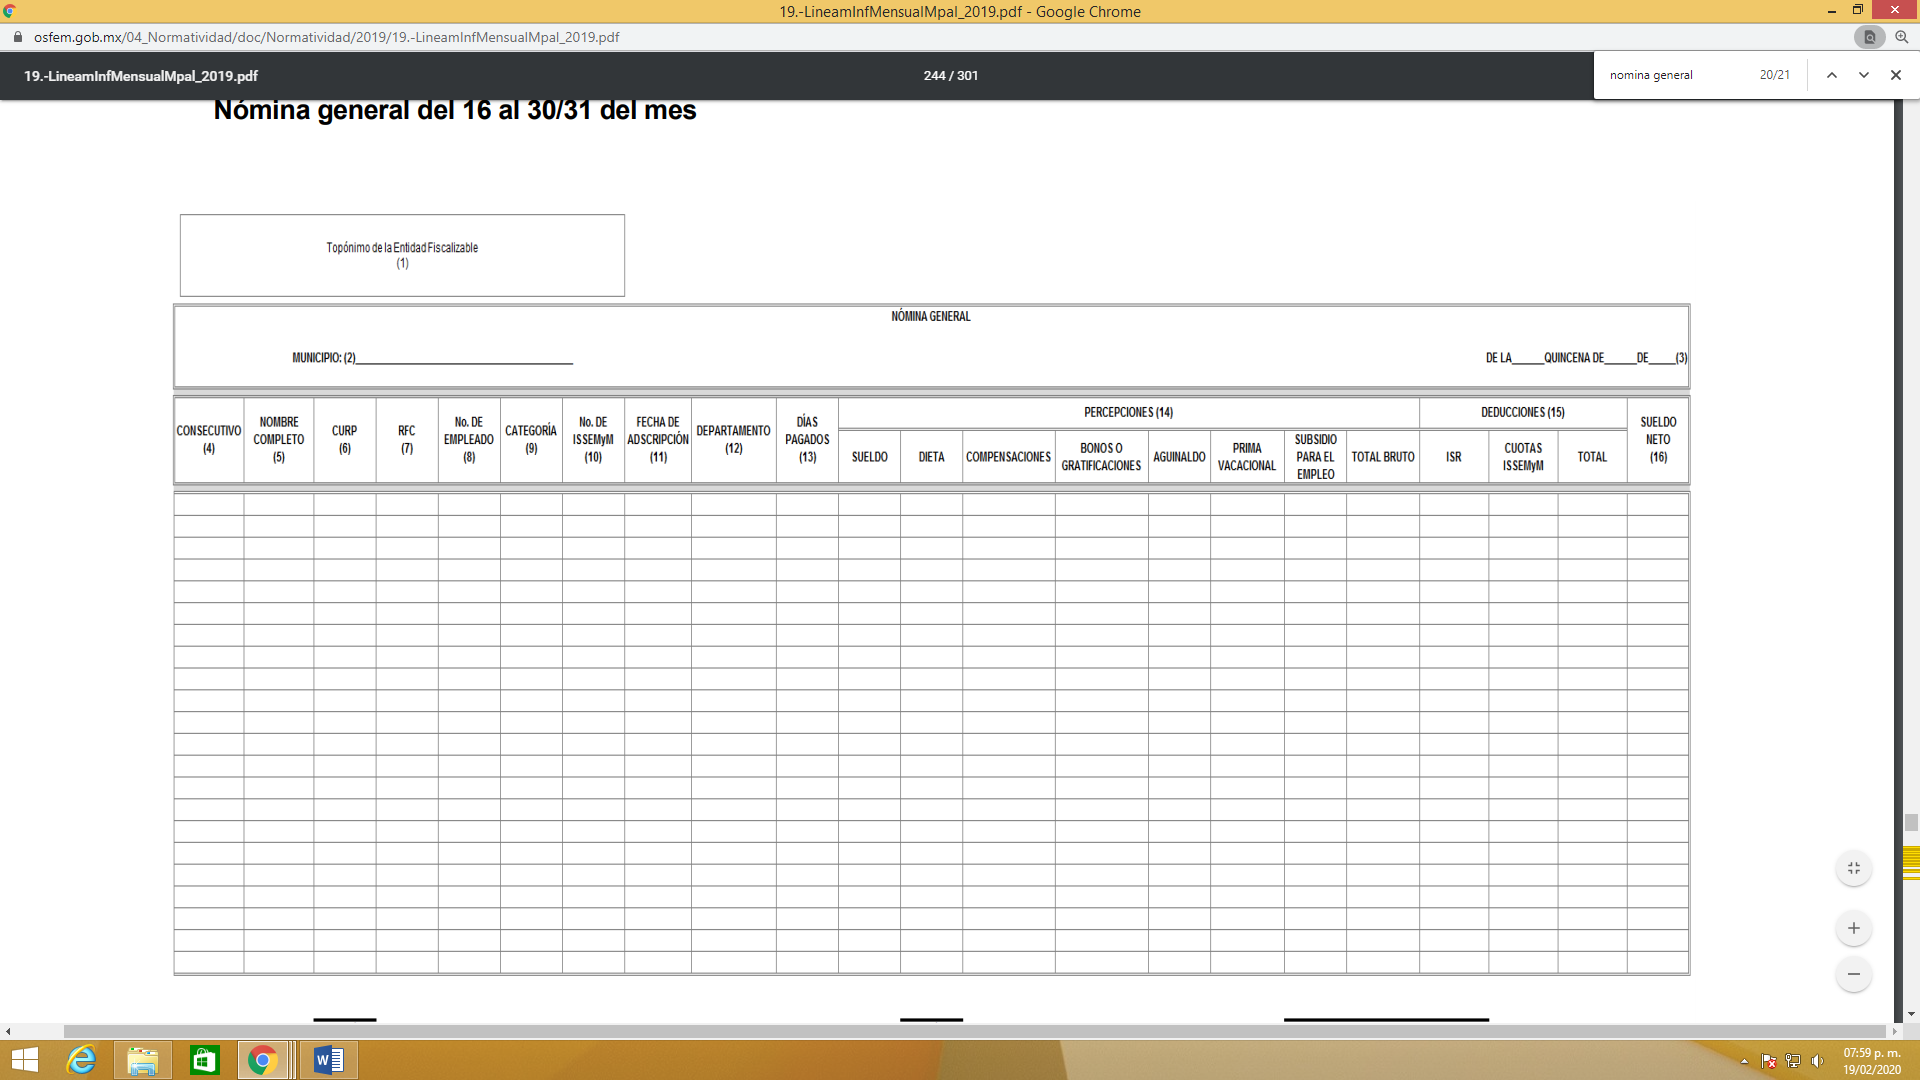 19.-LineamInfMensualMpal_2019.pdf - Google Chrome
osfem.gob.mx/04_Normatividad/doc/Normatividad/2019/19.-LineamInfMensualMpal_2019.pdf
19.-LineamInfMensualMpal_2019.pdf
244 / 301
nomina general
20/21
Nómina general del 16 al 30/31 del mes
Topónimo de la Entidad Fiscalizable
(1)
NÓMINA GENERAL
MUNICIPIO: (2)__________________________________
DE LA_____QUINCENA DE_____DE____(3)
CONSECUTIVO
(4)
NOMBRE
COMPLETO
(5)
CURP
(6)
RFC
(7)
No. DE
EMPLEADO
(8)
CATEGORÍA
(9)
No. DE
ISSEMyM
(10)
FECHA DE
ADSCRIPCIÓN
(11)
DEPARTAMENTO
(12)
DÍAS
PAGADOS
(13)
PERCEPCIONES (14)
SUELDO
DIETA
COMPENSACIONES
BONOS O
GRATIFICACIONES
AGUINALDO
PRIMA
VACACIONAL
SUBSIDIO
PARA EL
EMPLEO
TOTAL BRUTO
DEDUCCIONES (15)
ISR
CUOTAS
ISSEMyM
TOTAL
SUELDO
NETO
(16)
07:59 p. m.
19/02/2020